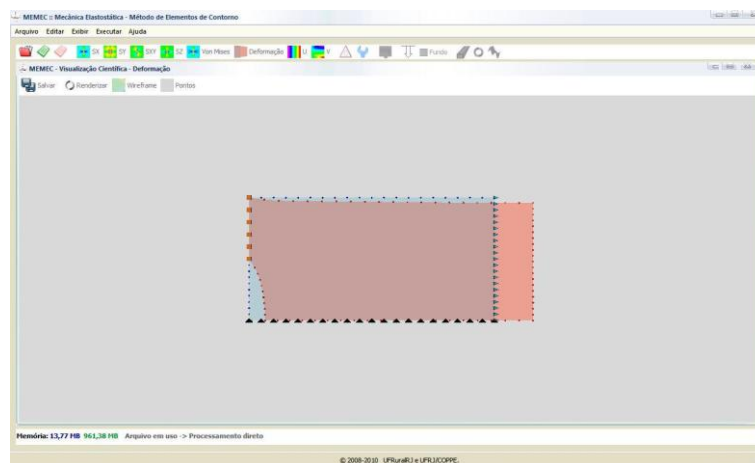 MEMEC :: Mecânica Elastostática - Método de Elementos de Contorno
Arquivo Editar Exibir Executar Ajuda
SX SY SXY SZ Von Mises Deformação U V Fundo
MEMEC - Visualização Científica - Deformação
Salvar Renderizar Wireframe Pontos
Memória: 13,77 MB 961,38 MB Arquivo em uso -> Processamento direto
© 2008-2010 UFRuralRJ e UFRJ/COPPE.